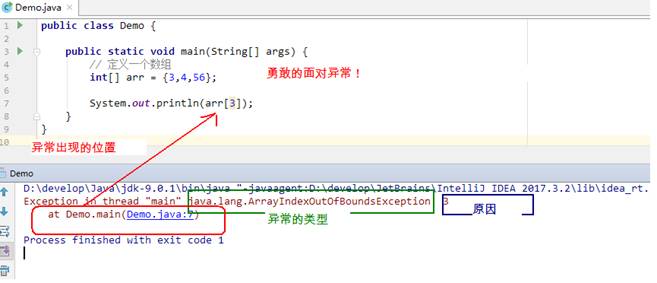 Demo.java
1 public class Demo {
2
3 public static void main(String[] args) {
4 // 定义一个数组
5 int[] arr = {3,4,56};
勇敢的面对异常！
6
7 System.out.println(arr[3]);
8 }
9 }
10
异常出现的位置
Demo
D:\develop\Java\jdk-9.0.1\bin\java "-javaagent:D:\develop\JetBrains\IntelliJ IDEA 2017.3.2\lib\idea_rt.
Exception in thread "main" java.lang.ArrayIndexOutOfBoundsException 3
at Demo.main(Demo.java:7)
异常的类型
原因
Process finished with exit code 1